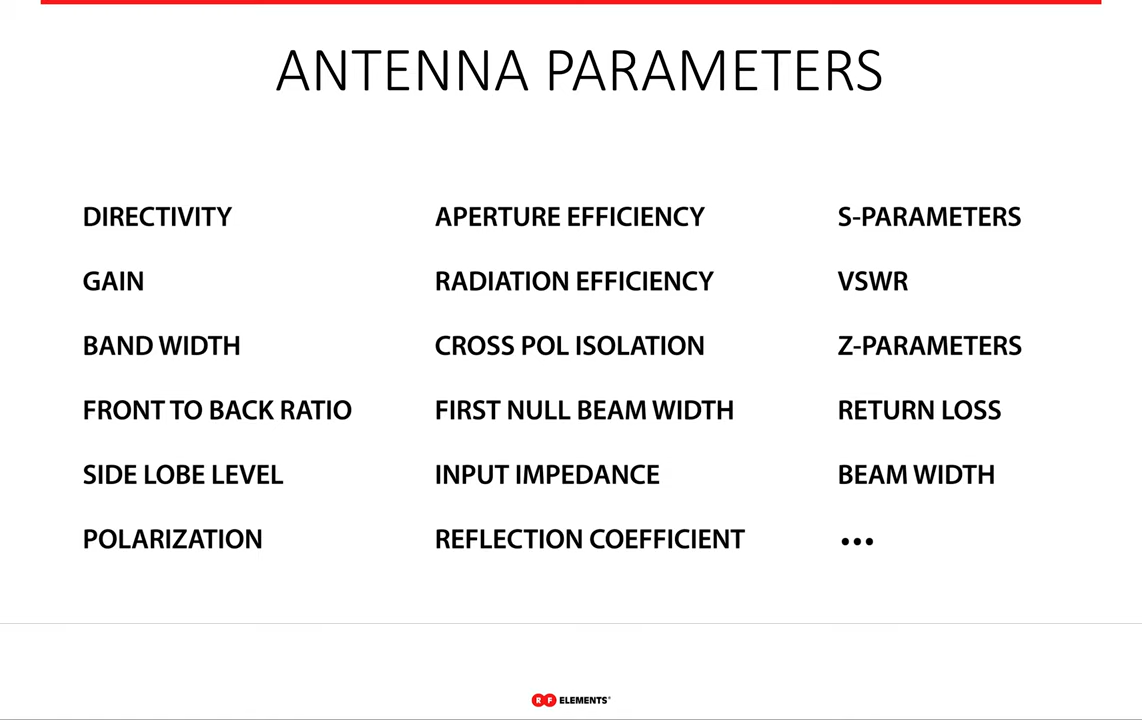 ANTENNA PARAMETERS
DIRECTIVITY
GAIN
BAND WIDTH
FRONT TO BACK RATIO
SIDE LOBE LEVEL
POLARIZATION
APERTURE EFFICIENCY
RADIATION EFFICIENCY
CROSS POL ISOLATION
FIRST NULL BEAM WIDTH
INPUT IMPEDANCE
REFLECTION COEFFICIENT
S-PARAMETERS
VSWR
Z-PARAMETERS
RETURN LOSS
BEAM WIDTH
...
RF ELEMENTS®